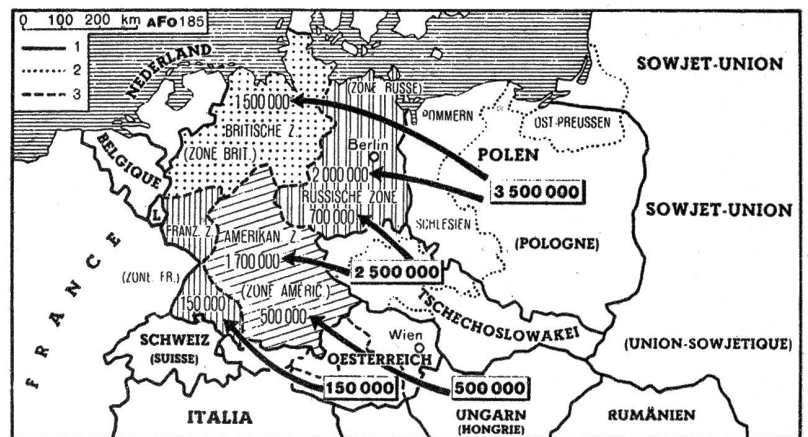 0 100 200 km AFo 185
1
2
3
NEDERLAND
BELGIQUE
L
FRANCE
1 500 000
BRITISCHE Z.
(ZONE BRIT.)
(ZONE RUSSE)
Berlin
2 000 000
RUSSISCHE ZONE
700 000
POMMERN
OST-PREUSSEN
POLEN
3 500 000
SCHLESIEN
(POLOGNE)
SOWJET-UNION
SOWJET-UNION
(UNION-SOWJÉTIQUE)
FRANZ. Z.
AMERIKAN. Z.
1 700 000
2 500 000
(ZONE. FR.)
(ZONE AMÉRIC.)
150 000
500 000
TSCHECHOSLOWAKEI
SCHWEIZ
(SUISSE)
Wien
OESTERREICH
150 000
500 000
ITALIA
UNGARN
(HONGRIE)
RUMÄNIEN